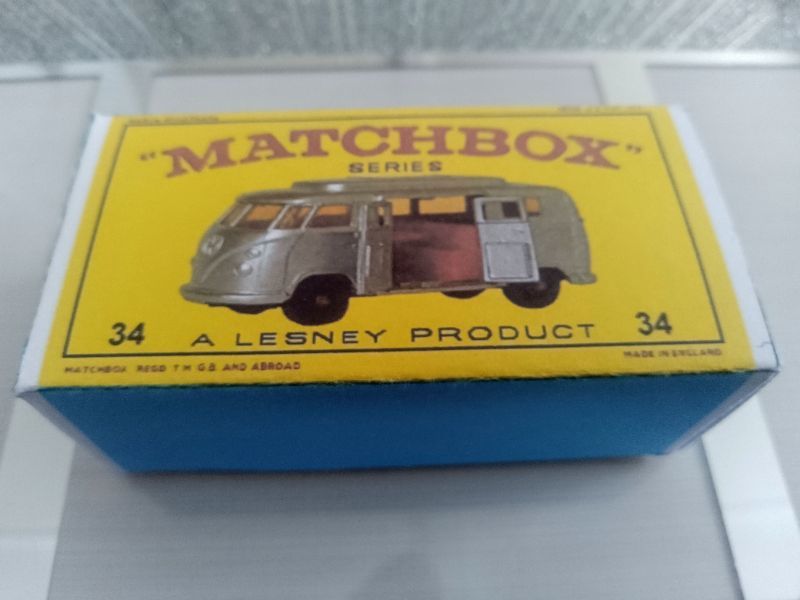 "MATCHBOX"
SERIES
34 A LESNEY PRODUCT 34
MATCHBOX REGD T M G.B. AND ABROAD
MADE IN ENGLAND